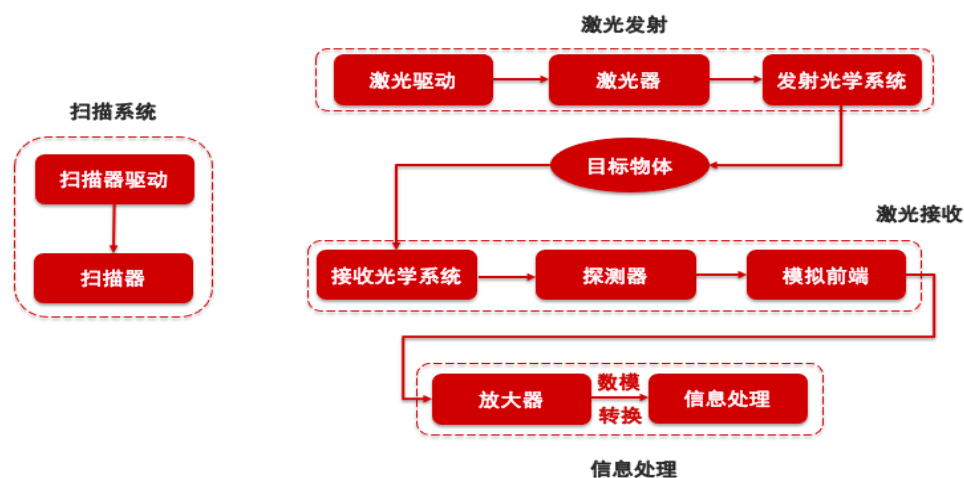 激光发射
激光驱动
激光器
发射光学系统
扫描系统
扫描器驱动
扫描器
目标物体
激光接收
接收光学系统
探测器
模拟前端
放大器
数模
转换
信息处理
信息处理